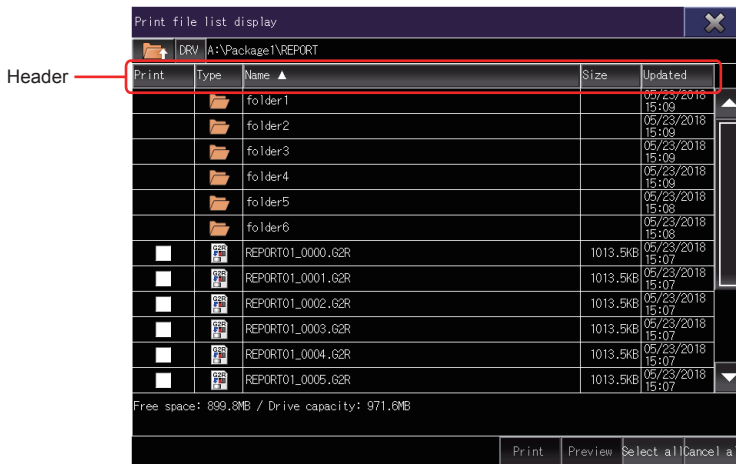 Print file list display
DRV A:\Package1\REPORT
Header
Print Type Name ▲ Size Updated
folder1 05/23/2018 15:09
folder2 05/23/2018 15:09
folder3 05/23/2018 15:09
folder4 05/23/2018 15:09
folder5 05/23/2018 15:08
folder6 05/23/2018 15:08
G2R REPORT01_0000.G2R 1013.5KB 05/23/2018 15:07
G2R REPORT01_0001.G2R 1013.5KB 05/23/2018 15:07
G2R REPORT01_0002.G2R 1013.5KB 05/23/2018 15:07
G2R REPORT01_0003.G2R 1013.5KB 05/23/2018 15:07
G2R REPORT01_0004.G2R 1013.5KB 05/23/2018 15:07
G2R REPORT01_0005.G2R 1013.5KB 05/23/2018 15:07
Free space: 899.8MB / Drive capacity: 971.6MB
Print Preview Select all Cancel a